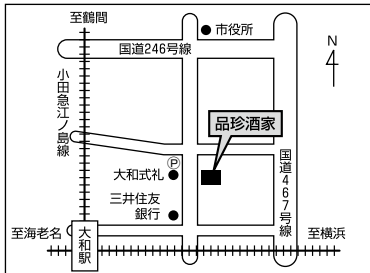 至鶴間
市役所
国道246号線
N
小田急江ノ島線
品珍酒家
P
大和式礼
三井住友
銀行
国道467号線
至海老名
大和駅
至横浜